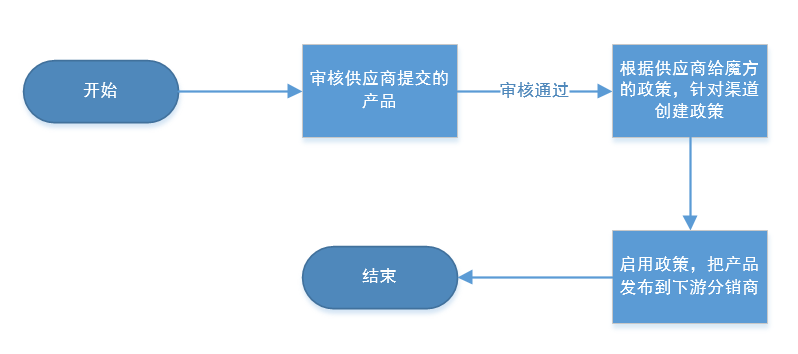 开始
审核供应商提交的
产品
审核通过
根据供应商给魔方
的政策，针对渠道
创建政策
启用政策，把产品
发布到下游分销商
结束